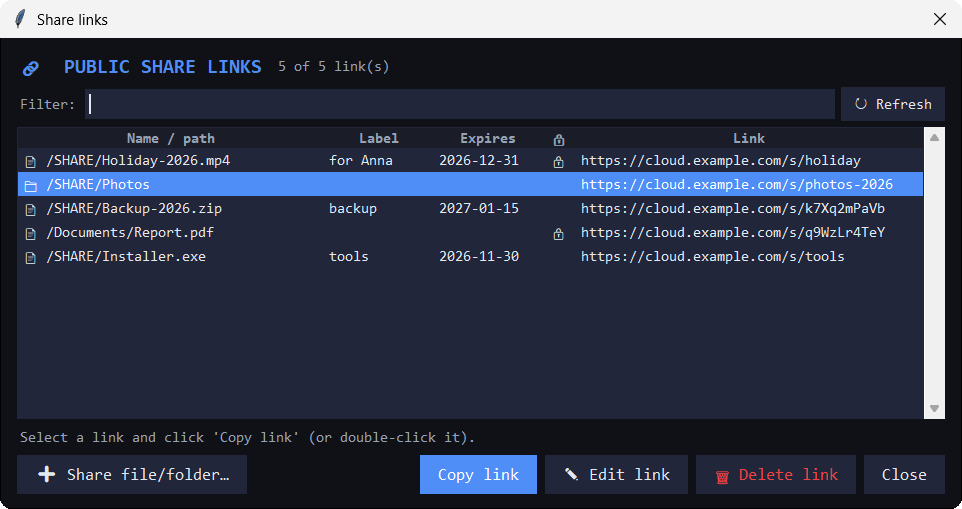 Share links
PUBLIC SHARE LINKS 5 of 5 link(s)
Filter: Refresh
Name / path Label Expires Link
/SHARE/Holiday-2026.mp4 for Anna 2026-12-31 https://cloud.example.com/s/holiday
/SHARE/Photos https://cloud.example.com/s/photos-2026
/SHARE/Backup-2026.zip backup 2027-01-15 https://cloud.example.com/s/k7Xq2mPaVb
/Documents/Report.pdf https://cloud.example.com/s/q9WzLr4TeY
/SHARE/Installer.exe tools 2026-11-30 https://cloud.example.com/s/tools
Select a link and click 'Copy link' (or double-click it).
Share file/folder… Copy link Edit link Delete link Close